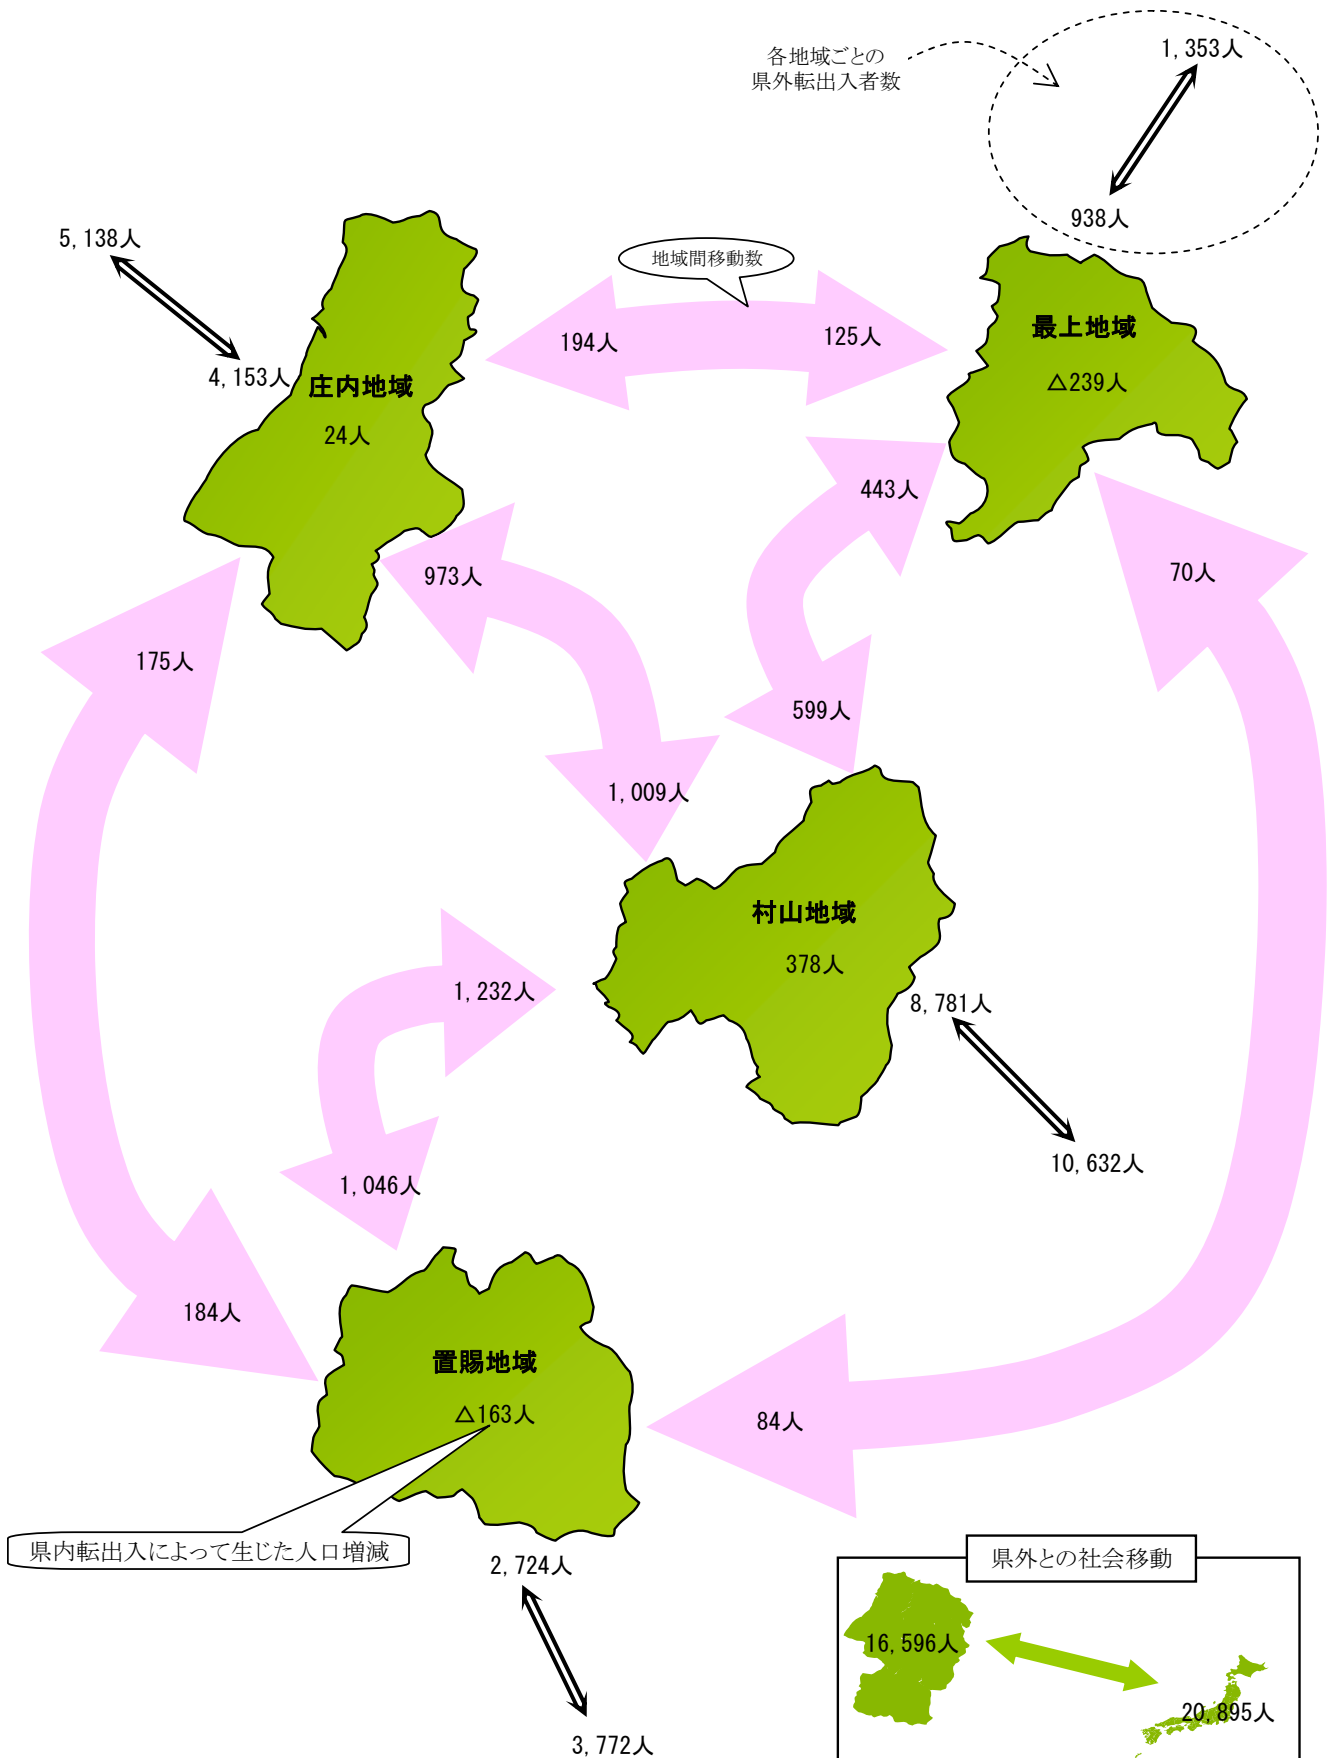 各地域ごとの
県外転出入者数
1,353人
938人
5,138人
4,153人
地域間移動数
194人
125人
庄内地域
24人
最上地域
△239人
443人
973人
70人
175人
599人
1,009人
村山地域
378人
1,232人
8,781人
10,632人
1,046人
184人
置賜地域
△163人
84人
県内転出入によって生じた人口増減
2,724人
3,772人
県外との社会移動
16,596人
20,895人